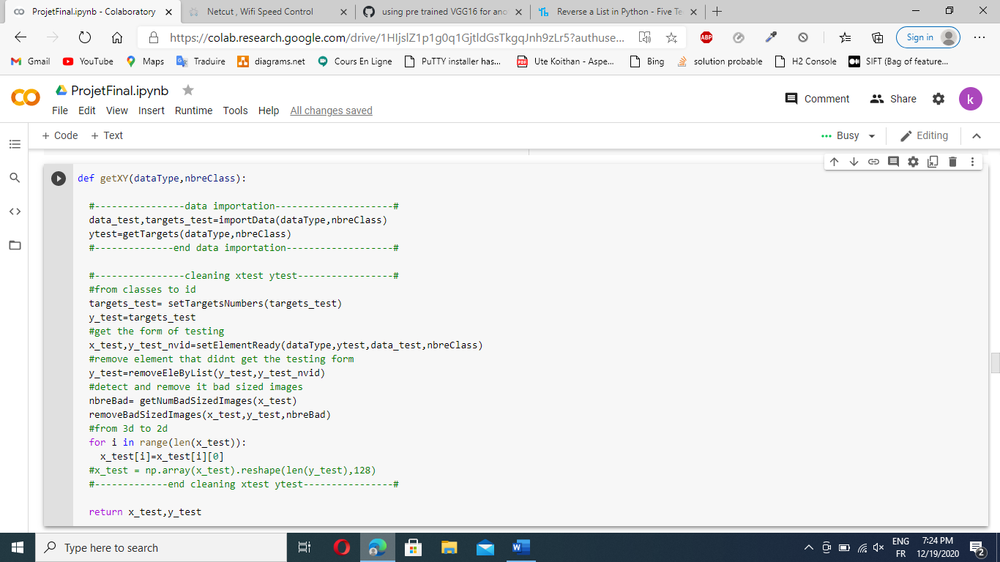 ProjetFinal.ipynb - Colaboratory
Netcut , Wifi Speed Control
using pre trained VGG16 for ano
Reverse a List in Python - Five Te
https://colab.research.google.com/drive/1HIjslZ1p1g0q1GjtldGsTkgqJnh9zLr5?authuse...
ABP
Sign in
Gmail
YouTube
Maps
Traduire
diagrams.net
Cours En Ligne
PuTTY installer has...
PDF
Ute Koithan - Aspe...
Bing
solution probable
H2 Console
SIFT (Bag of feature...
ProjetFinal.ipynb
Comment
Share
k
File Edit View Insert Runtime Tools Help All changes saved
+ Code + Text
Busy
Editing
def getXY(dataType,nbreClass):
#----------------data importation---------------------#
data_test,targets_test=importData(dataType,nbreClass)
ytest=getTargets(dataType,nbreClass)
#--------------end data importation-------------------#
#----------------cleaning xtest ytest-----------------#
#from classes to id
targets_test= setTargetsNumbers(targets_test)
y_test=targets_test
#get the form of testing
x_test,y_test_nvid=setElementReady(dataType,ytest,data_test,nbreClass)
#remove element that didnt get the testing form
y_test=removeEleByList(y_test,y_test_nvid)
#detect and remove it bad sized images
nbreBad= getNumBadSizedImages(x_test)
removeBadSizedImages(x_test,y_test,nbreBad)
#from 3d to 2d
for i in range(len(x_test)):
x_test[i]=x_test[i][0]
#x_test = np.array(x_test).reshape(len(y_test),128)
#-------------end cleaning xtest ytest----------------#
return x_test,y_test
Type here to search
ENG
FR
7:24 PM
12/19/2020
2